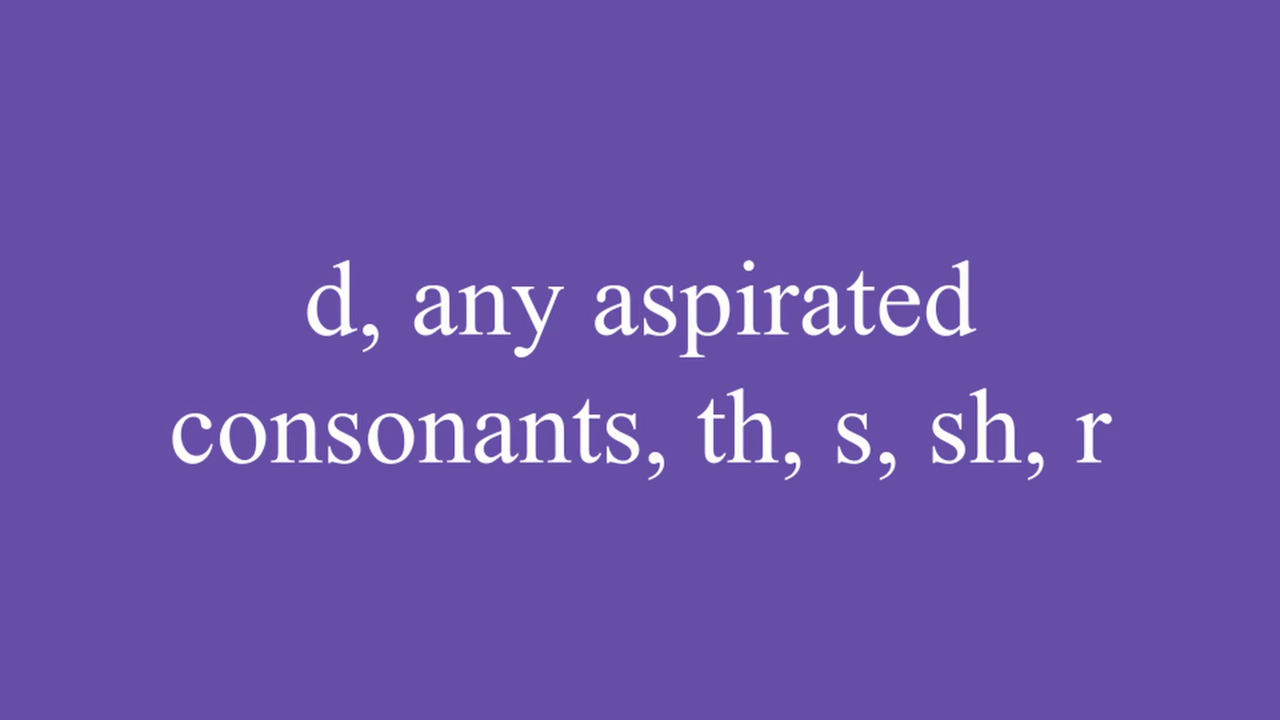 d, any aspirated
consonants, th, s, sh, r